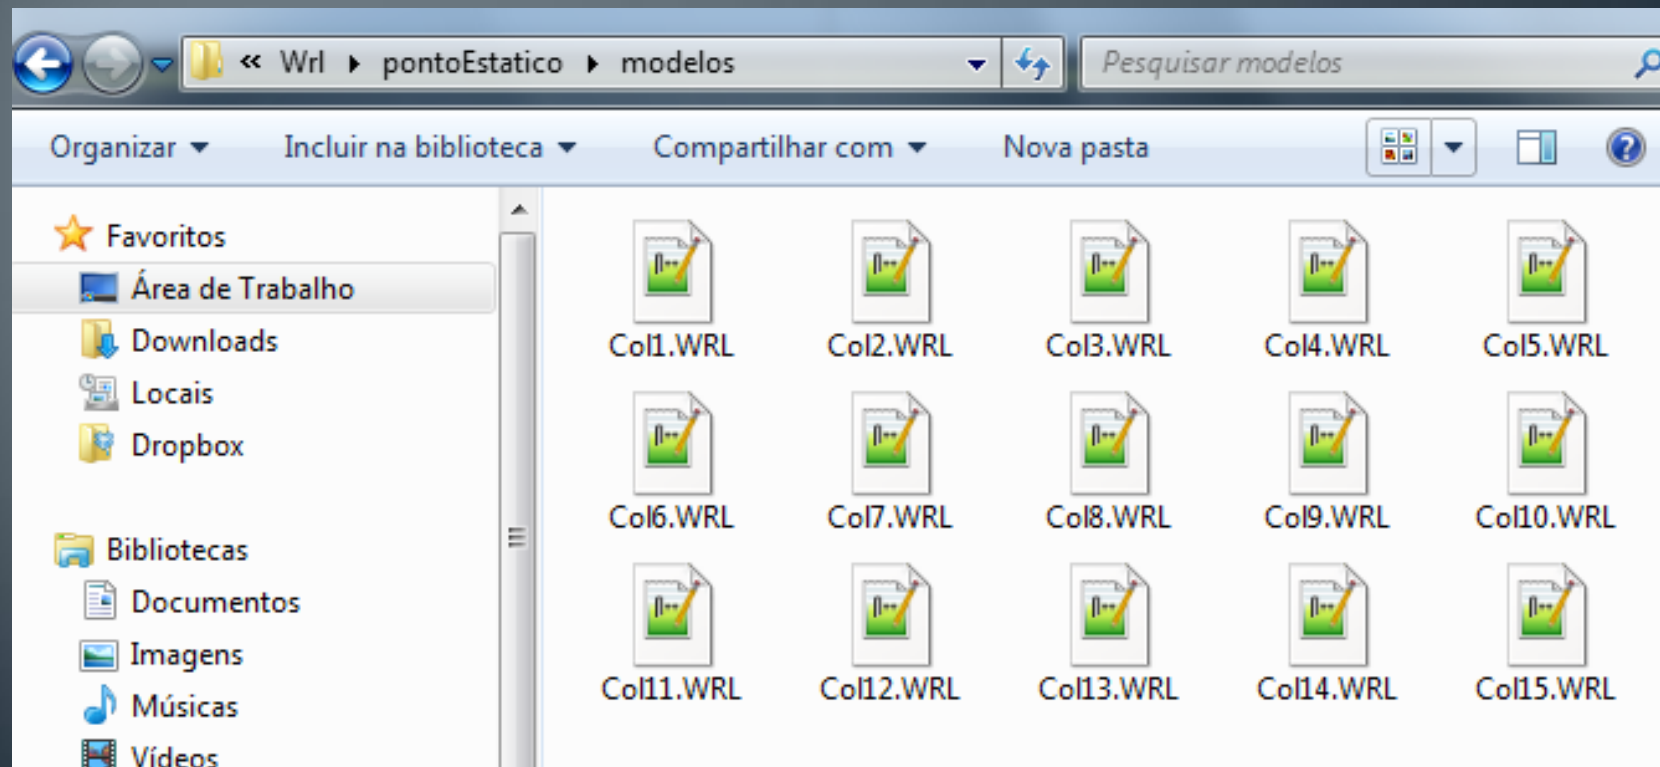 « Wrl ▸ pontoEstatico ▸ modelos
Pesquisar modelos
Organizar Incluir na biblioteca Compartilhar com Nova pasta
Favoritos
Área de Trabalho
Downloads
Locais
Dropbox
Bibliotecas
Documentos
Imagens
Músicas
Vídeos
Col1.WRL Col2.WRL Col3.WRL Col4.WRL Col5.WRL
Col6.WRL Col7.WRL Col8.WRL Col9.WRL Col10.WRL
Col11.WRL Col12.WRL Col13.WRL Col14.WRL Col15.WRL